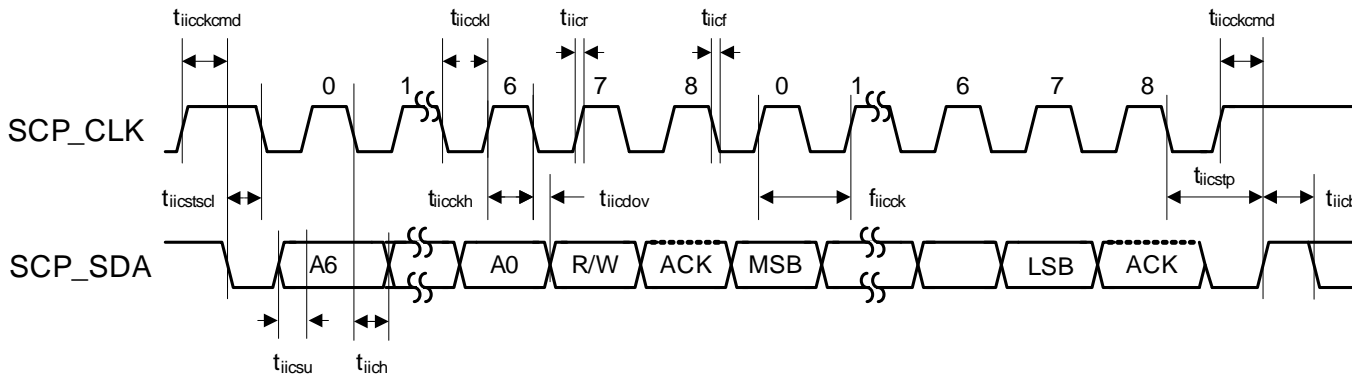 tiicckcmd tiicckl tiicr tiicf tiicckcmd
0 1 6 7 8 0 1 6 7 8
SCP_CLK
tiicstscl tiicckh tiicdov fiicck tiicstp tiicb
SCP_SDA
A6 A0 R/W ACK MSB LSB ACK
tiicsu tiich